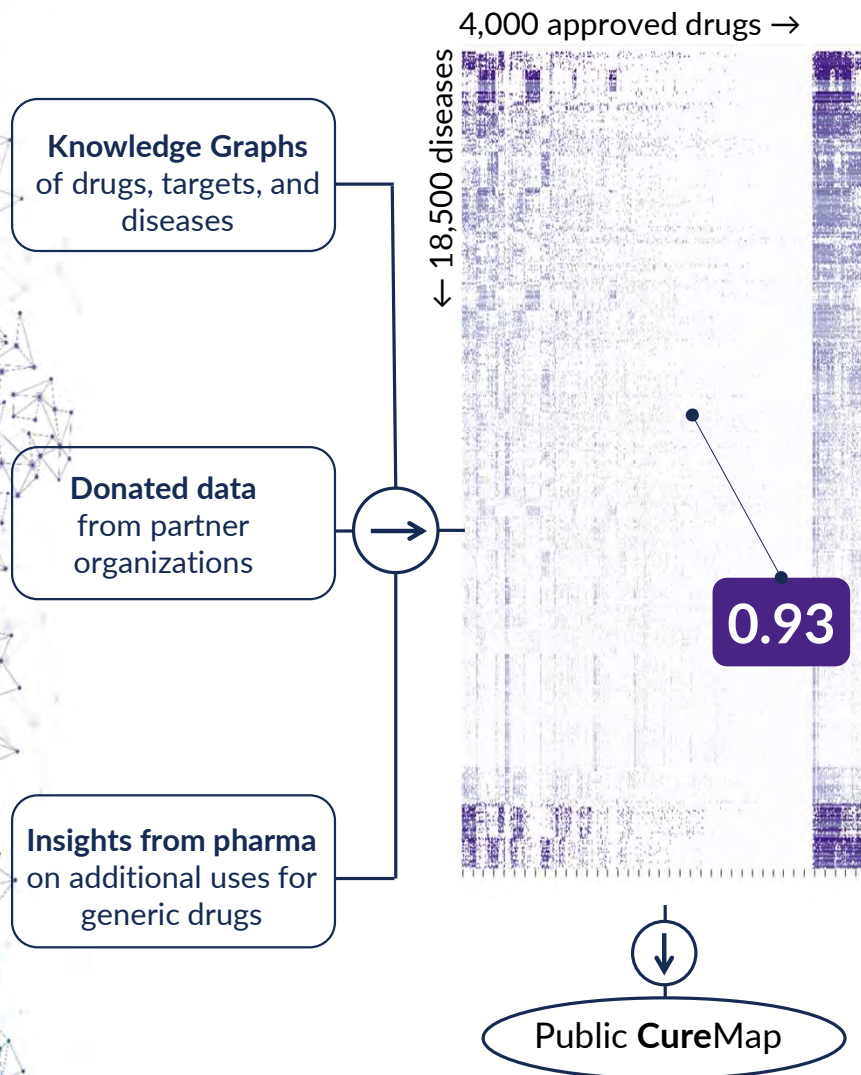 4,000 approved drugs →
← 18,500 diseases
Knowledge Graphs
of drugs, targets, and
diseases
Donated data
from partner
organizations
0.93
Insights from pharma
on additional uses for
generic drugs
Public CureMap